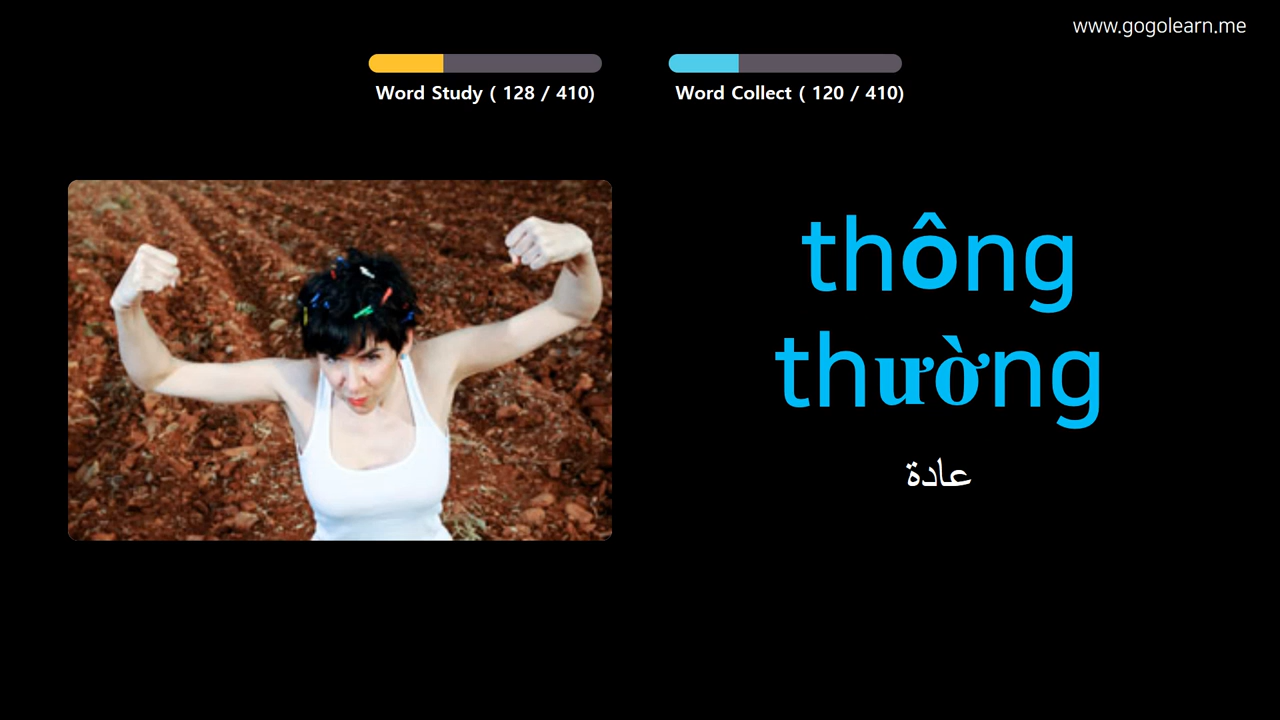 www.gogolearn.me
Word Study ( 128 / 410)
Word Collect ( 120 / 410)
thông
thường
عادة